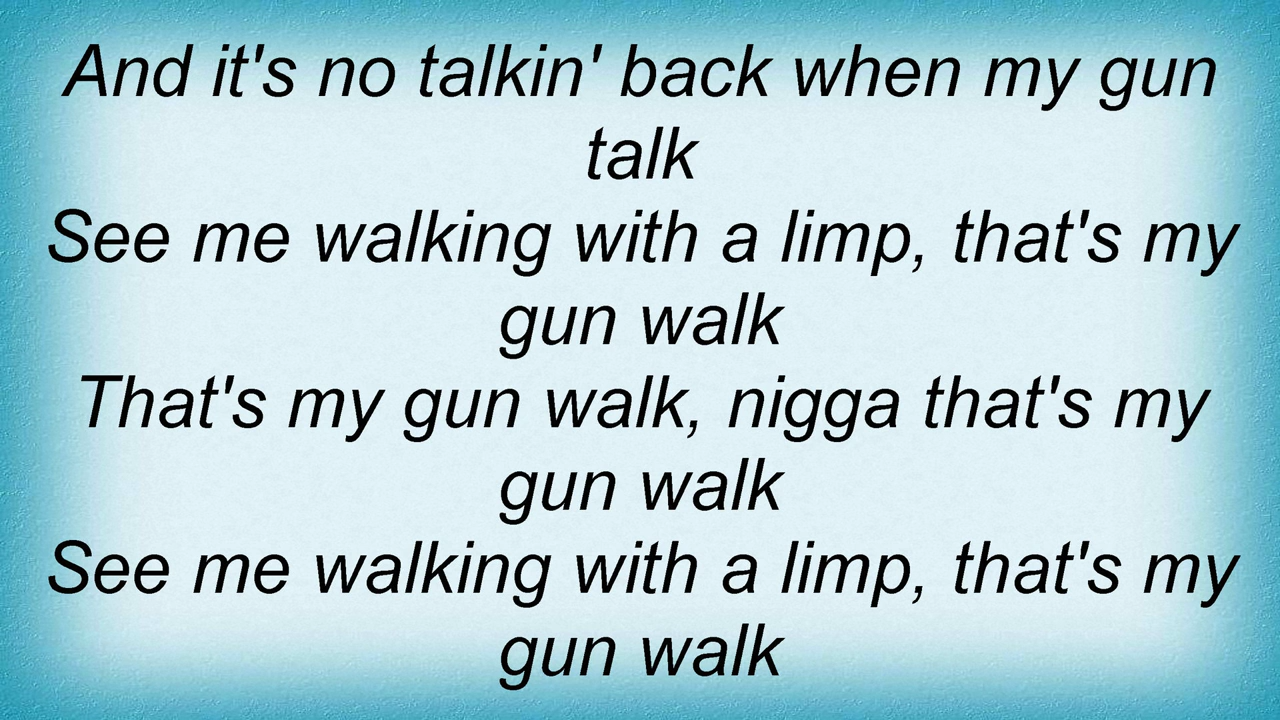 And it's no talkin' back when my gun
talk
See me walking with a limp, that's my
gun walk
That's my gun walk, nigga that's my
gun walk
See me walking with a limp, that's my
gun walk